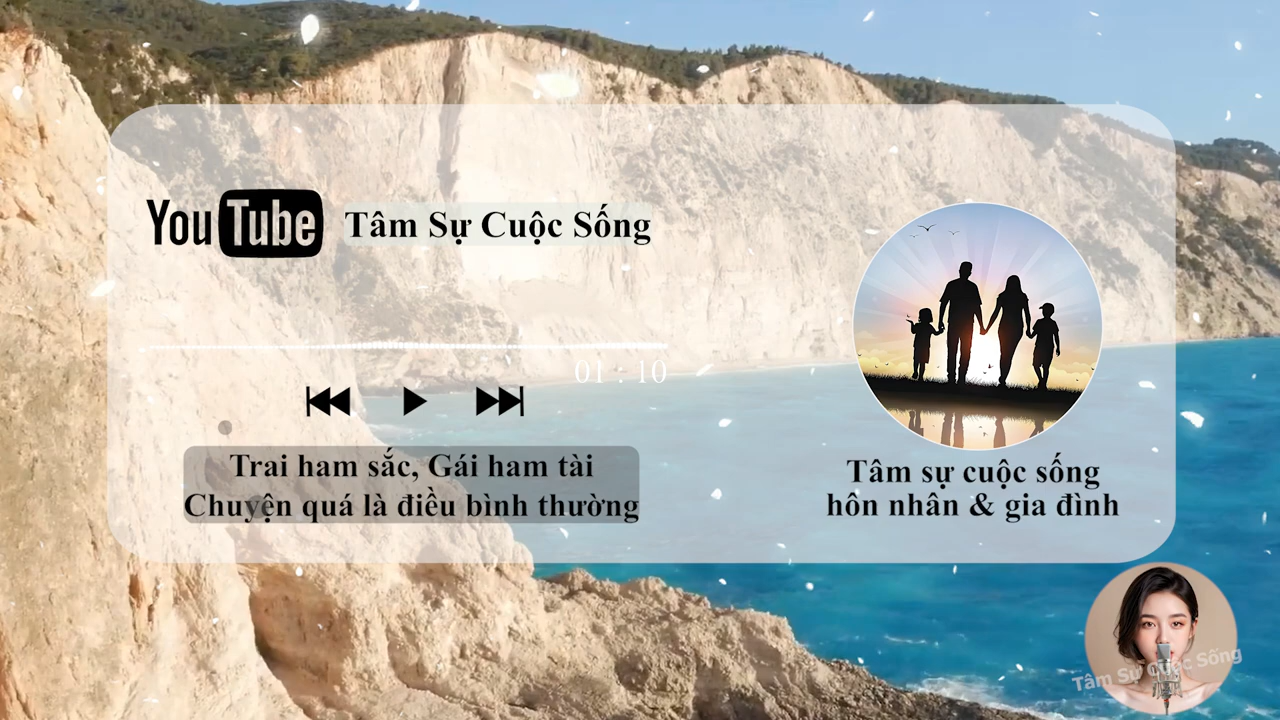 YouTube Tâm Sự Cuộc Sống
01 : 10
Trai ham sắc, Gái ham tài
Chuyện quá là điều bình thường
Tâm sự cuộc sống
hôn nhân & gia đình
Tâm Sự Cuộc Sống